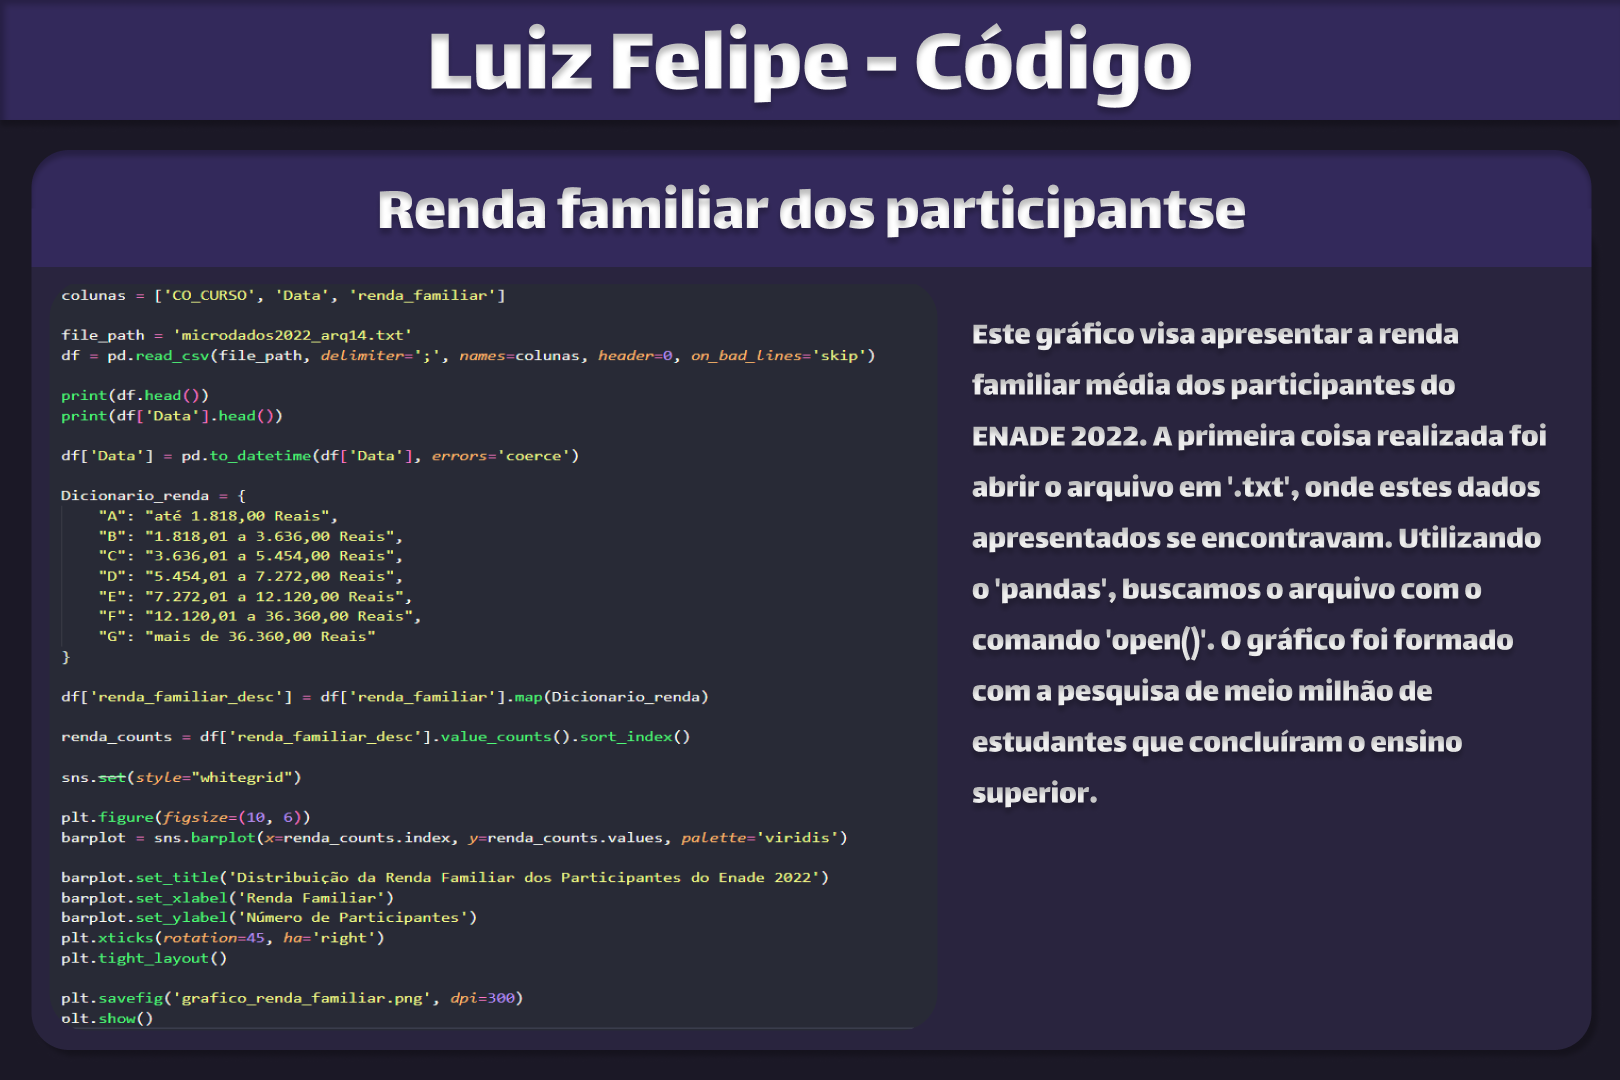 Luiz Felipe - Código
Renda familiar dos participantse
colunas = ['CO_CURSO', 'Data', 'renda_familiar']
file_path = 'microdados2022_arq14.txt'
df = pd.read_csv(file_path, delimiter=';', names=colunas, header=0, on_bad_lines='skip')
print(df.head())
print(df['Data'].head())
df['Data'] = pd.to_datetime(df['Data'], errors='coerce')
Dicionario_renda = {
    "A": "até 1.818,00 Reais",
    "B": "1.818,01 a 3.636,00 Reais",
    "C": "3.636,01 a 5.454,00 Reais",
    "D": "5.454,01 a 7.272,00 Reais",
    "E": "7.272,01 a 12.120,00 Reais",
    "F": "12.120,01 a 36.360,00 Reais",
    "G": "mais de 36.360,00 Reais"
}
df['renda_familiar_desc'] = df['renda_familiar'].map(Dicionario_renda)
renda_counts = df['renda_familiar_desc'].value_counts().sort_index()
sns.set(style="whitegrid")
plt.figure(figsize=(10, 6))
barplot = sns.barplot(x=renda_counts.index, y=renda_counts.values, palette='viridis')
barplot.set_title('Distribuição da Renda Familiar dos Participantes do Enade 2022')
barplot.set_xlabel('Renda Familiar')
barplot.set_ylabel('Número de Participantes')
plt.xticks(rotation=45, ha='right')
plt.tight_layout()
plt.savefig('grafico_renda_familiar.png', dpi=300)
plt.show()
Este gráfico visa apresentar a renda
familiar média dos participantes do
ENADE 2022. A primeira coisa realizada foi
abrir o arquivo em '.txt', onde estes dados
apresentados se encontravam. Utilizando
o 'pandas', buscamos o arquivo com o
comando 'open()'. O gráfico foi formado
com a pesquisa de meio milhão de
estudantes que concluíram o ensino
superior.